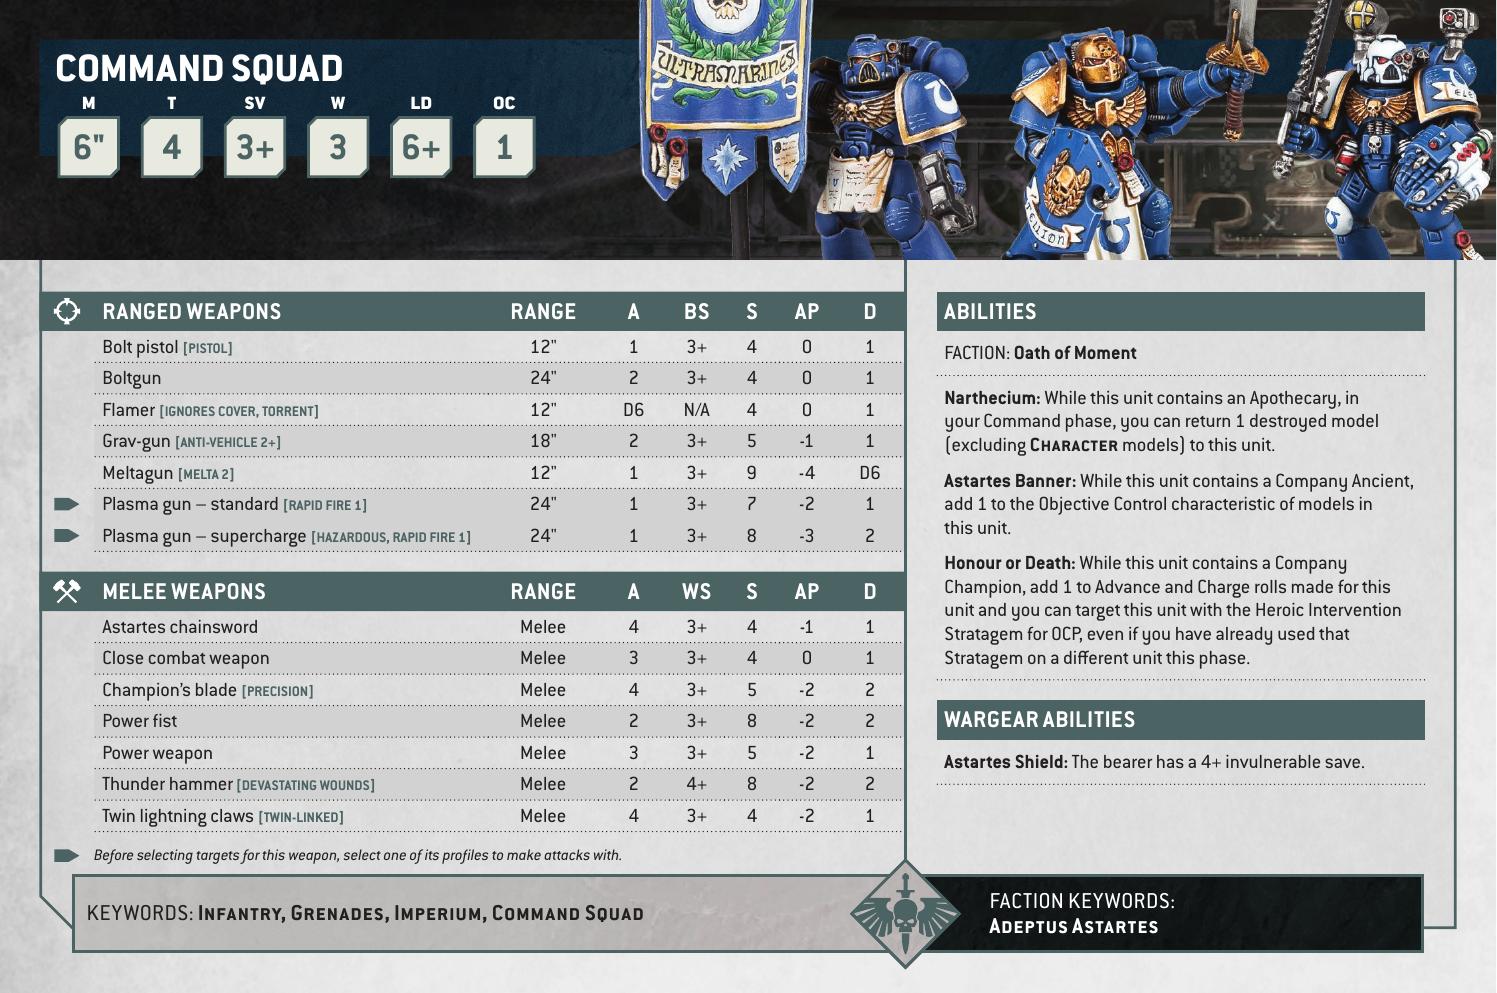 COMMAND SQUAD
M T SV W LD OC
6" 4 3+ 3 6+ 1
ULTRAMARINES
RANGED WEAPONS RANGE A BS S AP D
Bolt pistol [PISTOL] 12" 1 3+ 4 0 1
Boltgun 24" 2 3+ 4 0 1
Flamer [IGNORES COVER, TORRENT] 12" D6 N/A 4 0 1
Grav-gun [ANTI-VEHICLE 2+] 18" 2 3+ 5 -1 1
Meltagun [MELTA 2] 12" 1 3+ 9 -4 D6
Plasma gun – standard [RAPID FIRE 1] 24" 1 3+ 7 -2 1
Plasma gun – supercharge [HAZARDOUS, RAPID FIRE 1] 24" 1 3+ 8 -3 2
MELEE WEAPONS RANGE A WS S AP D
Astartes chainsword Melee 4 3+ 4 -1 1
Close combat weapon Melee 3 3+ 4 0 1
Champion's blade [PRECISION] Melee 4 3+ 5 -2 2
Power fist Melee 2 3+ 8 -2 2
Power weapon Melee 3 3+ 5 -2 1
Thunder hammer [DEVASTATING WOUNDS] Melee 2 4+ 8 -2 2
Twin lightning claws [TWIN-LINKED] Melee 4 3+ 4 -2 1
Before selecting targets for this weapon, select one of its profiles to make attacks with.
ABILITIES
FACTION: Oath of Moment
Narthecium: While this unit contains an Apothecary, in
your Command phase, you can return 1 destroyed model
(excluding CHARACTER models) to this unit.
Astartes Banner: While this unit contains a Company Ancient,
add 1 to the Objective Control characteristic of models in
this unit.
Honour or Death: While this unit contains a Company
Champion, add 1 to Advance and Charge rolls made for this
unit and you can target this unit with the Heroic Intervention
Stratagem for 0CP, even if you have already used that
Stratagem on a different unit this phase.
WARGEAR ABILITIES
Astartes Shield: The bearer has a 4+ invulnerable save.
KEYWORDS: INFANTRY, GRENADES, IMPERIUM, COMMAND SQUAD
FACTION KEYWORDS:
ADEPTUS ASTARTES